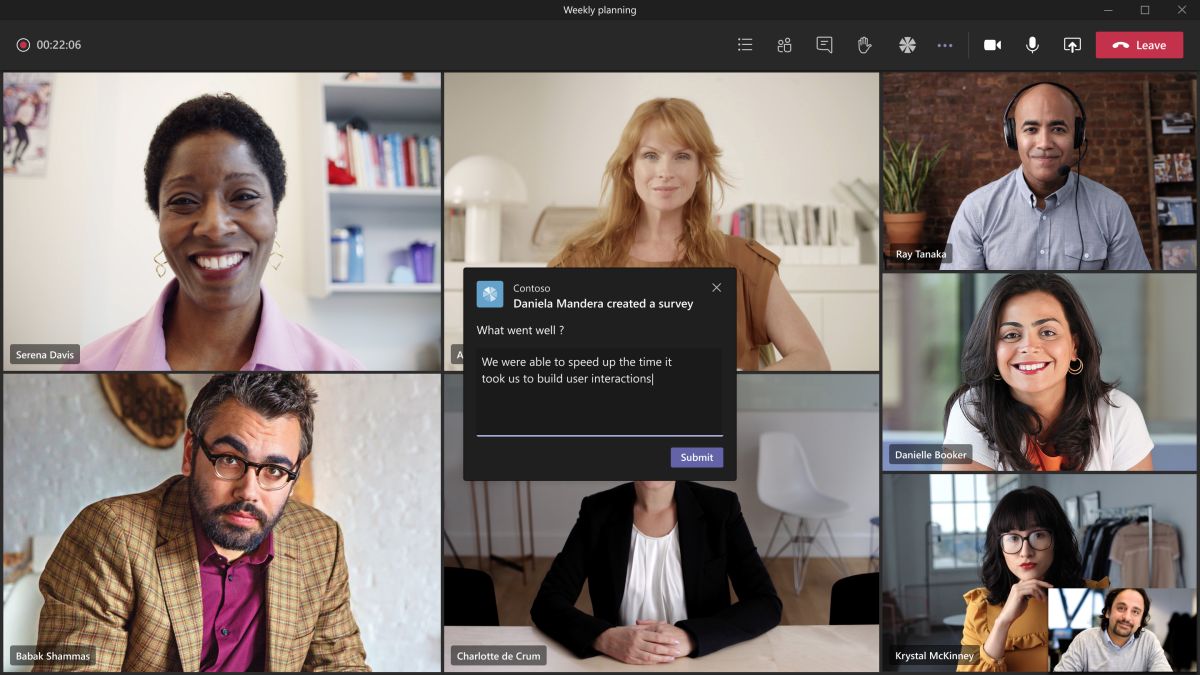 Weekly planning
00:22:06
Leave
Contoso
Daniela Mandera created a survey
What went well ?
We were able to speed up the time it
took us to build user interactions
Submit
Serena Davis
A
Ray Tanaka
Danielle Booker
Babak Shammas
Charlotte de Crum
Krystal McKinney